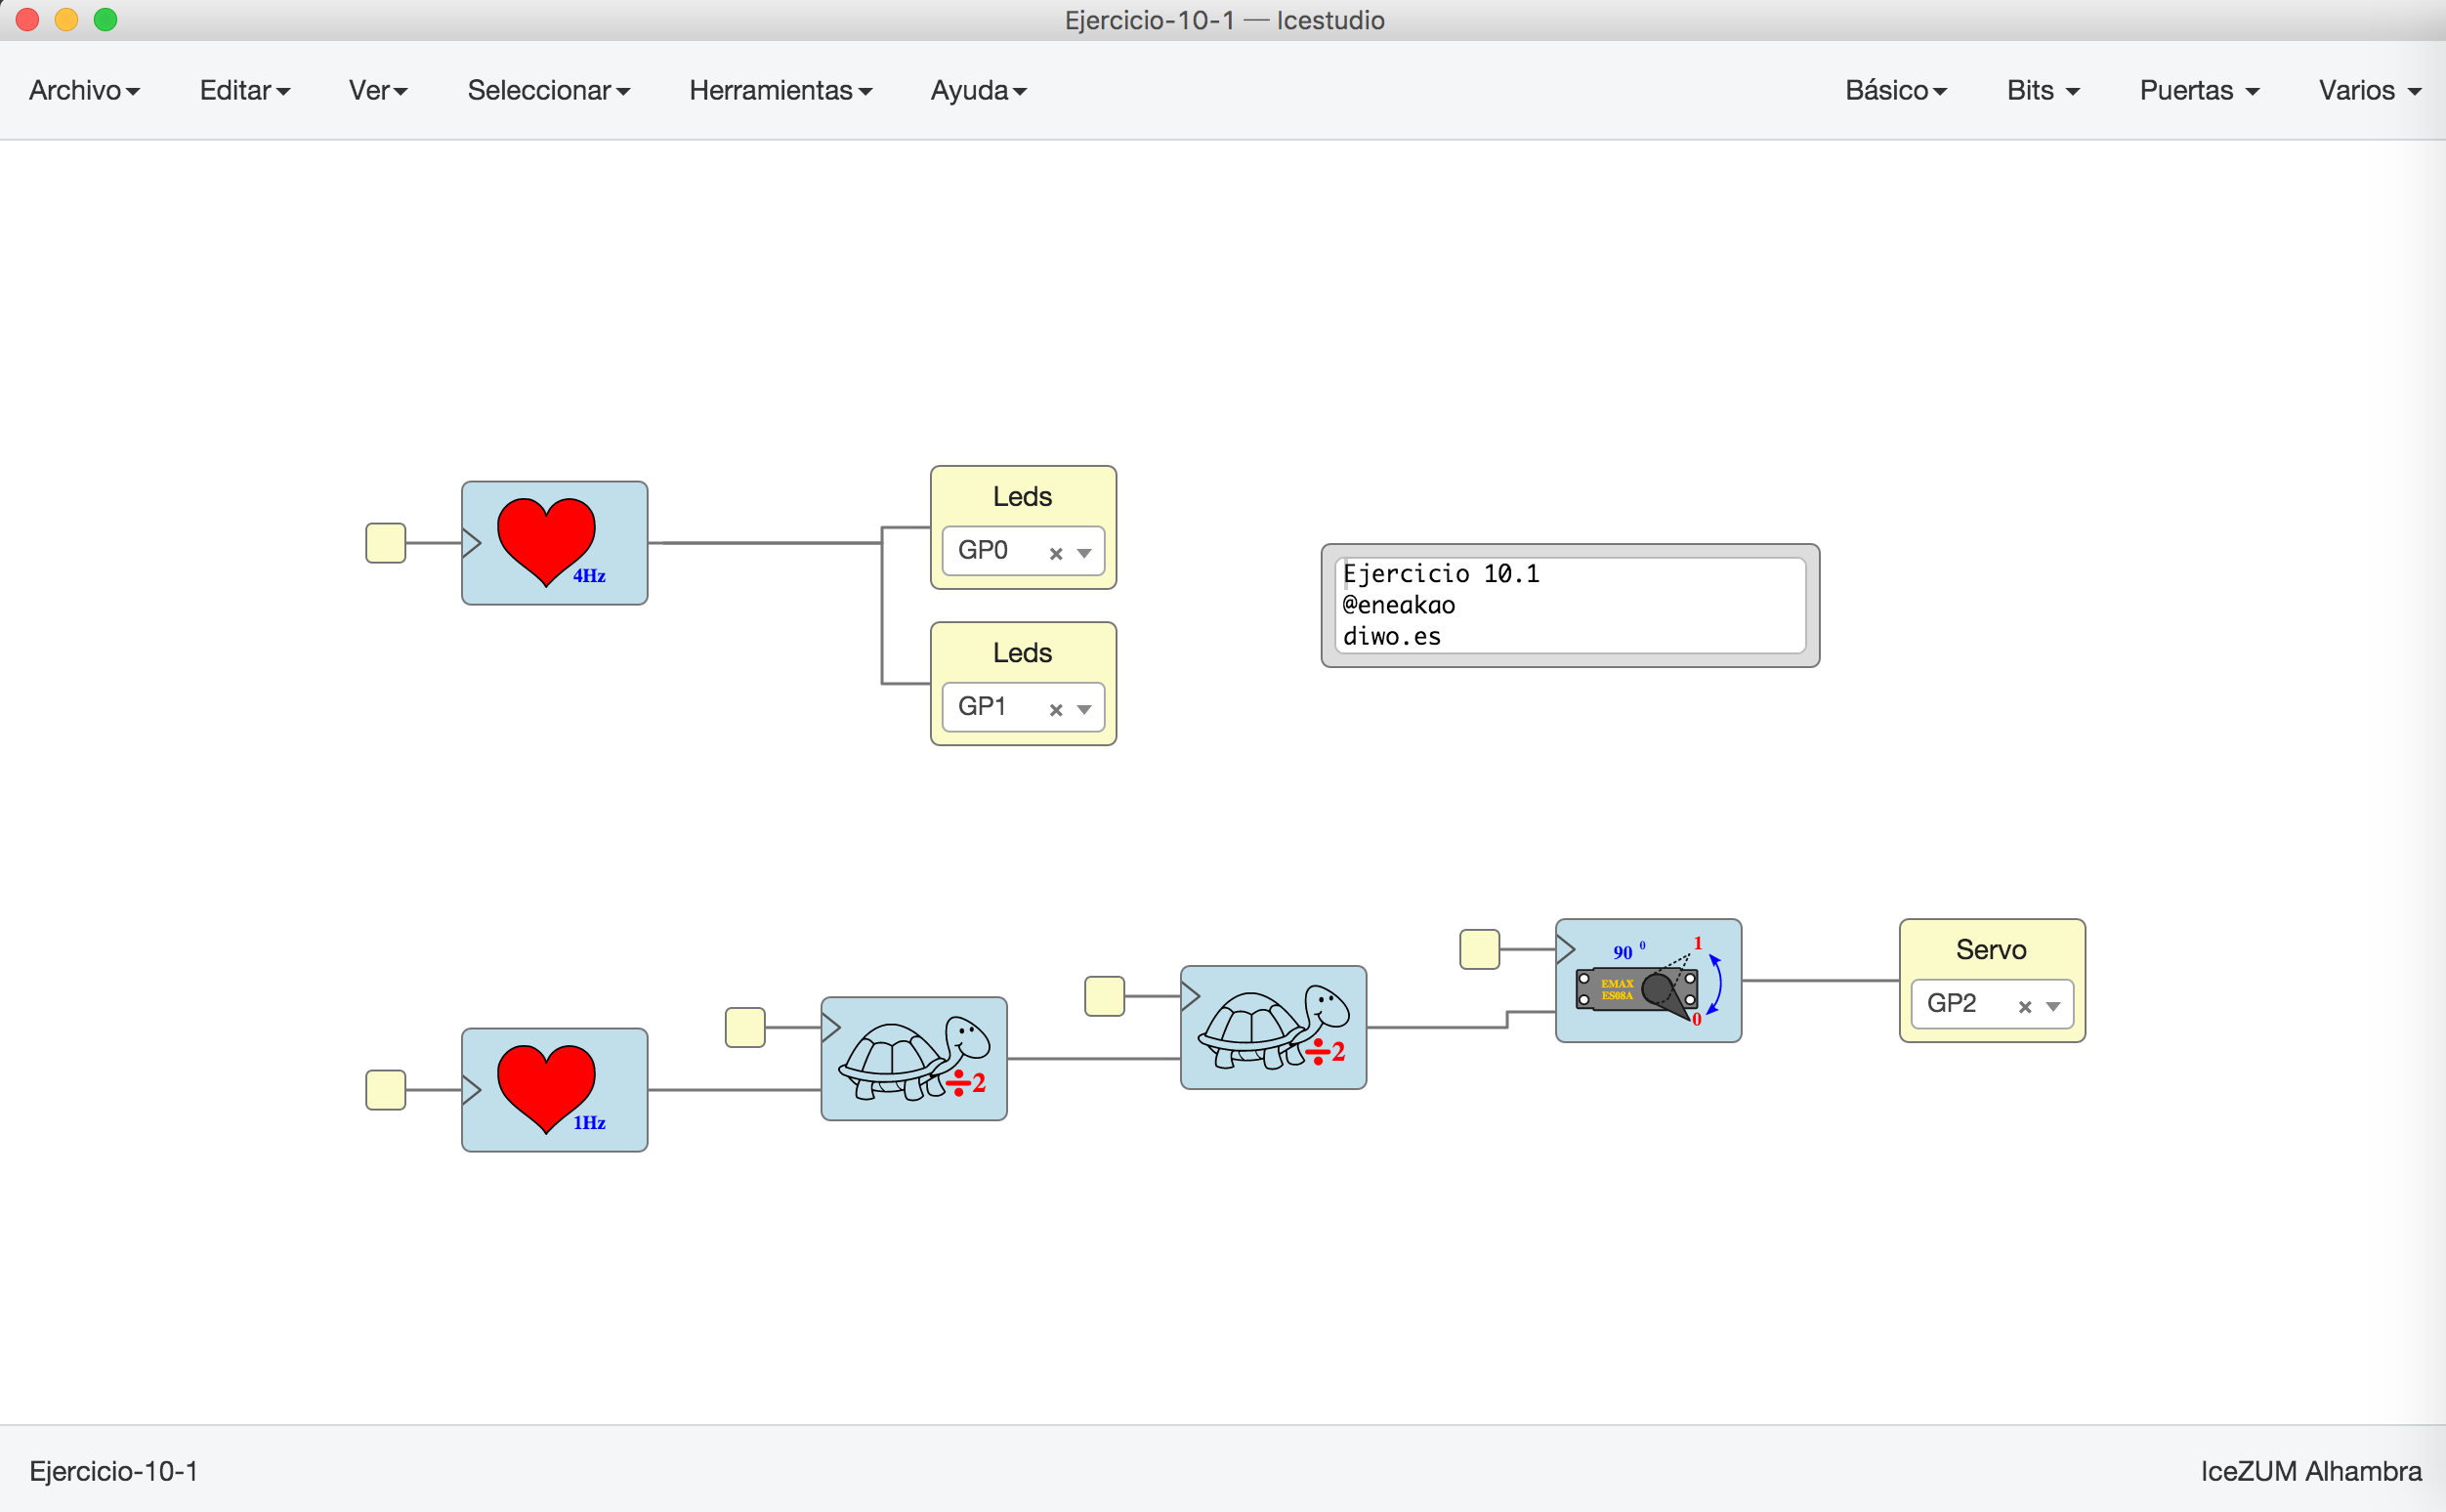 Ejercicio-10-1 — Icestudio
Archivo Editar Ver Seleccionar Herramientas Ayuda Básico Bits Puertas Varios
4Hz
Leds
GP0
Leds
GP1
Ejercicio 10.1
@eneakao
diwo.es
1Hz
÷2
÷2
90 0
1
EMAX
ES08A
0
Servo
GP2
Ejercicio-10-1 IceZUM Alhambra